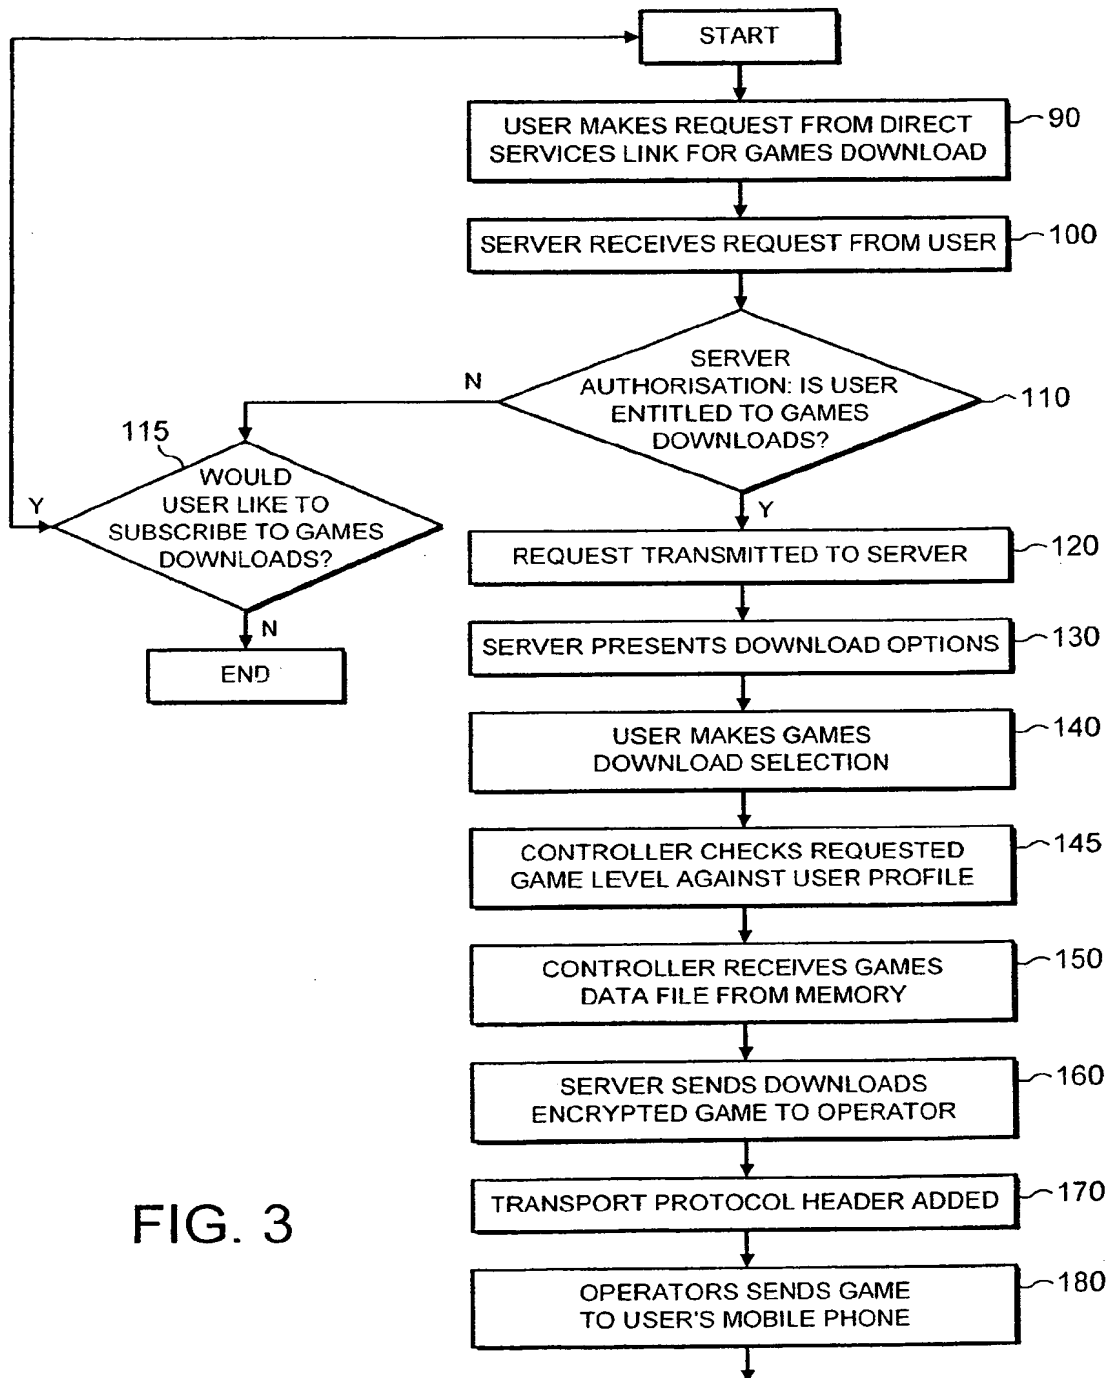 START
USER MAKES REQUEST FROM DIRECT
SERVICES LINK FOR GAMES DOWNLOAD
90
SERVER RECEIVES REQUEST FROM USER
100
SERVER
AUTHORISATION: IS USER
ENTITLED TO GAMES
DOWNLOADS?
110
N
Y
115
WOULD
USER LIKE TO
SUBSCRIBE TO GAMES
DOWNLOADS?
Y
N
END
REQUEST TRANSMITTED TO SERVER
120
SERVER PRESENTS DOWNLOAD OPTIONS
130
USER MAKES GAMES
DOWNLOAD SELECTION
140
CONTROLLER CHECKS REQUESTED
GAME LEVEL AGAINST USER PROFILE
145
CONTROLLER RECEIVES GAMES
DATA FILE FROM MEMORY
150
SERVER SENDS DOWNLOADS
ENCRYPTED GAME TO OPERATOR
160
TRANSPORT PROTOCOL HEADER ADDED
170
OPERATORS SENDS GAME
TO USER'S MOBILE PHONE
180
FIG. 3